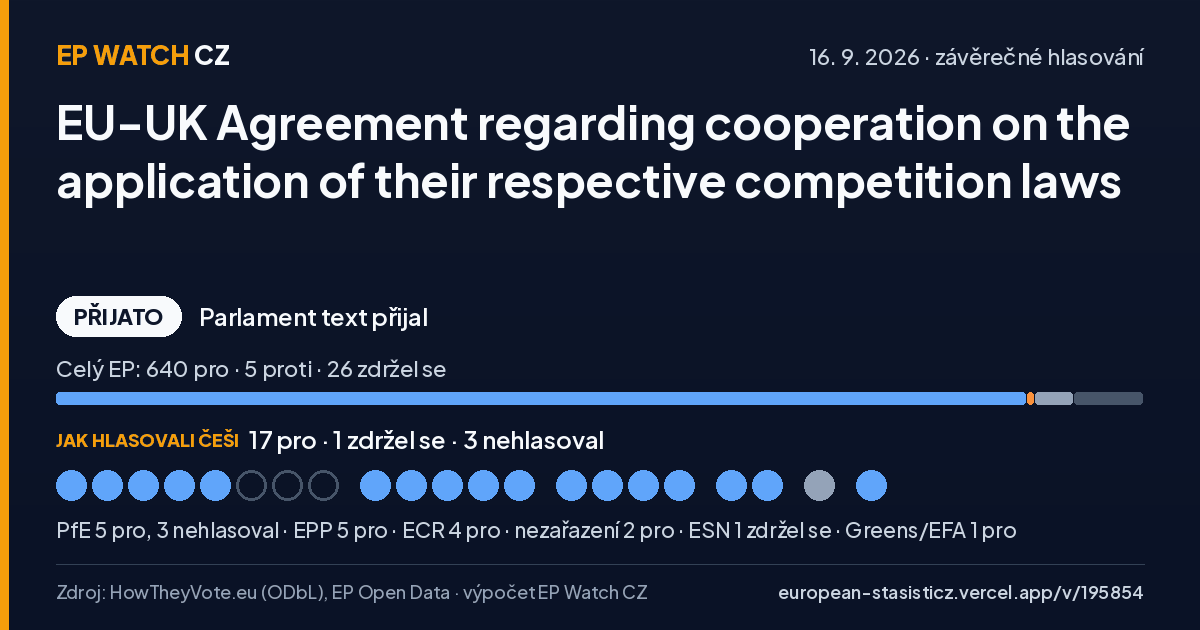 EP WATCH CZ
16. 9. 2026 · závěrečné hlasování
EU–UK Agreement regarding cooperation on the
application of their respective competition laws
PŘIJATO Parlament text přijal
Celý EP: 640 pro · 5 proti · 26 zdržel se
JAK HLASOVALI ČEŠI 17 pro · 1 zdržel se · 3 nehlasoval
PfE 5 pro, 3 nehlasoval · EPP 5 pro · ECR 4 pro · nezařazení 2 pro · ESN 1 zdržel se · Greens/EFA 1 pro
Zdroj: HowTheyVote.eu (ODbL), EP Open Data · výpočet EP Watch CZ
european-stasisticz.vercel.app/v/195854